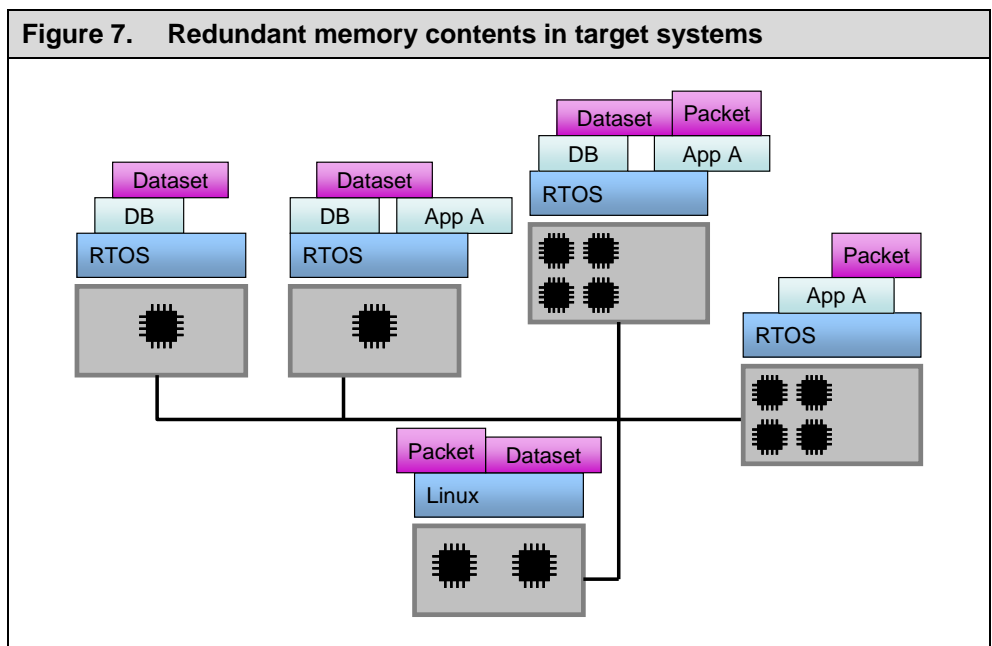 Figure 7. Redundant memory contents in target systems
Dataset
DB
RTOS
Dataset
DB App A
RTOS
Dataset Packet
DB App A
RTOS
Packet
App A
RTOS
Packet Dataset
Linux